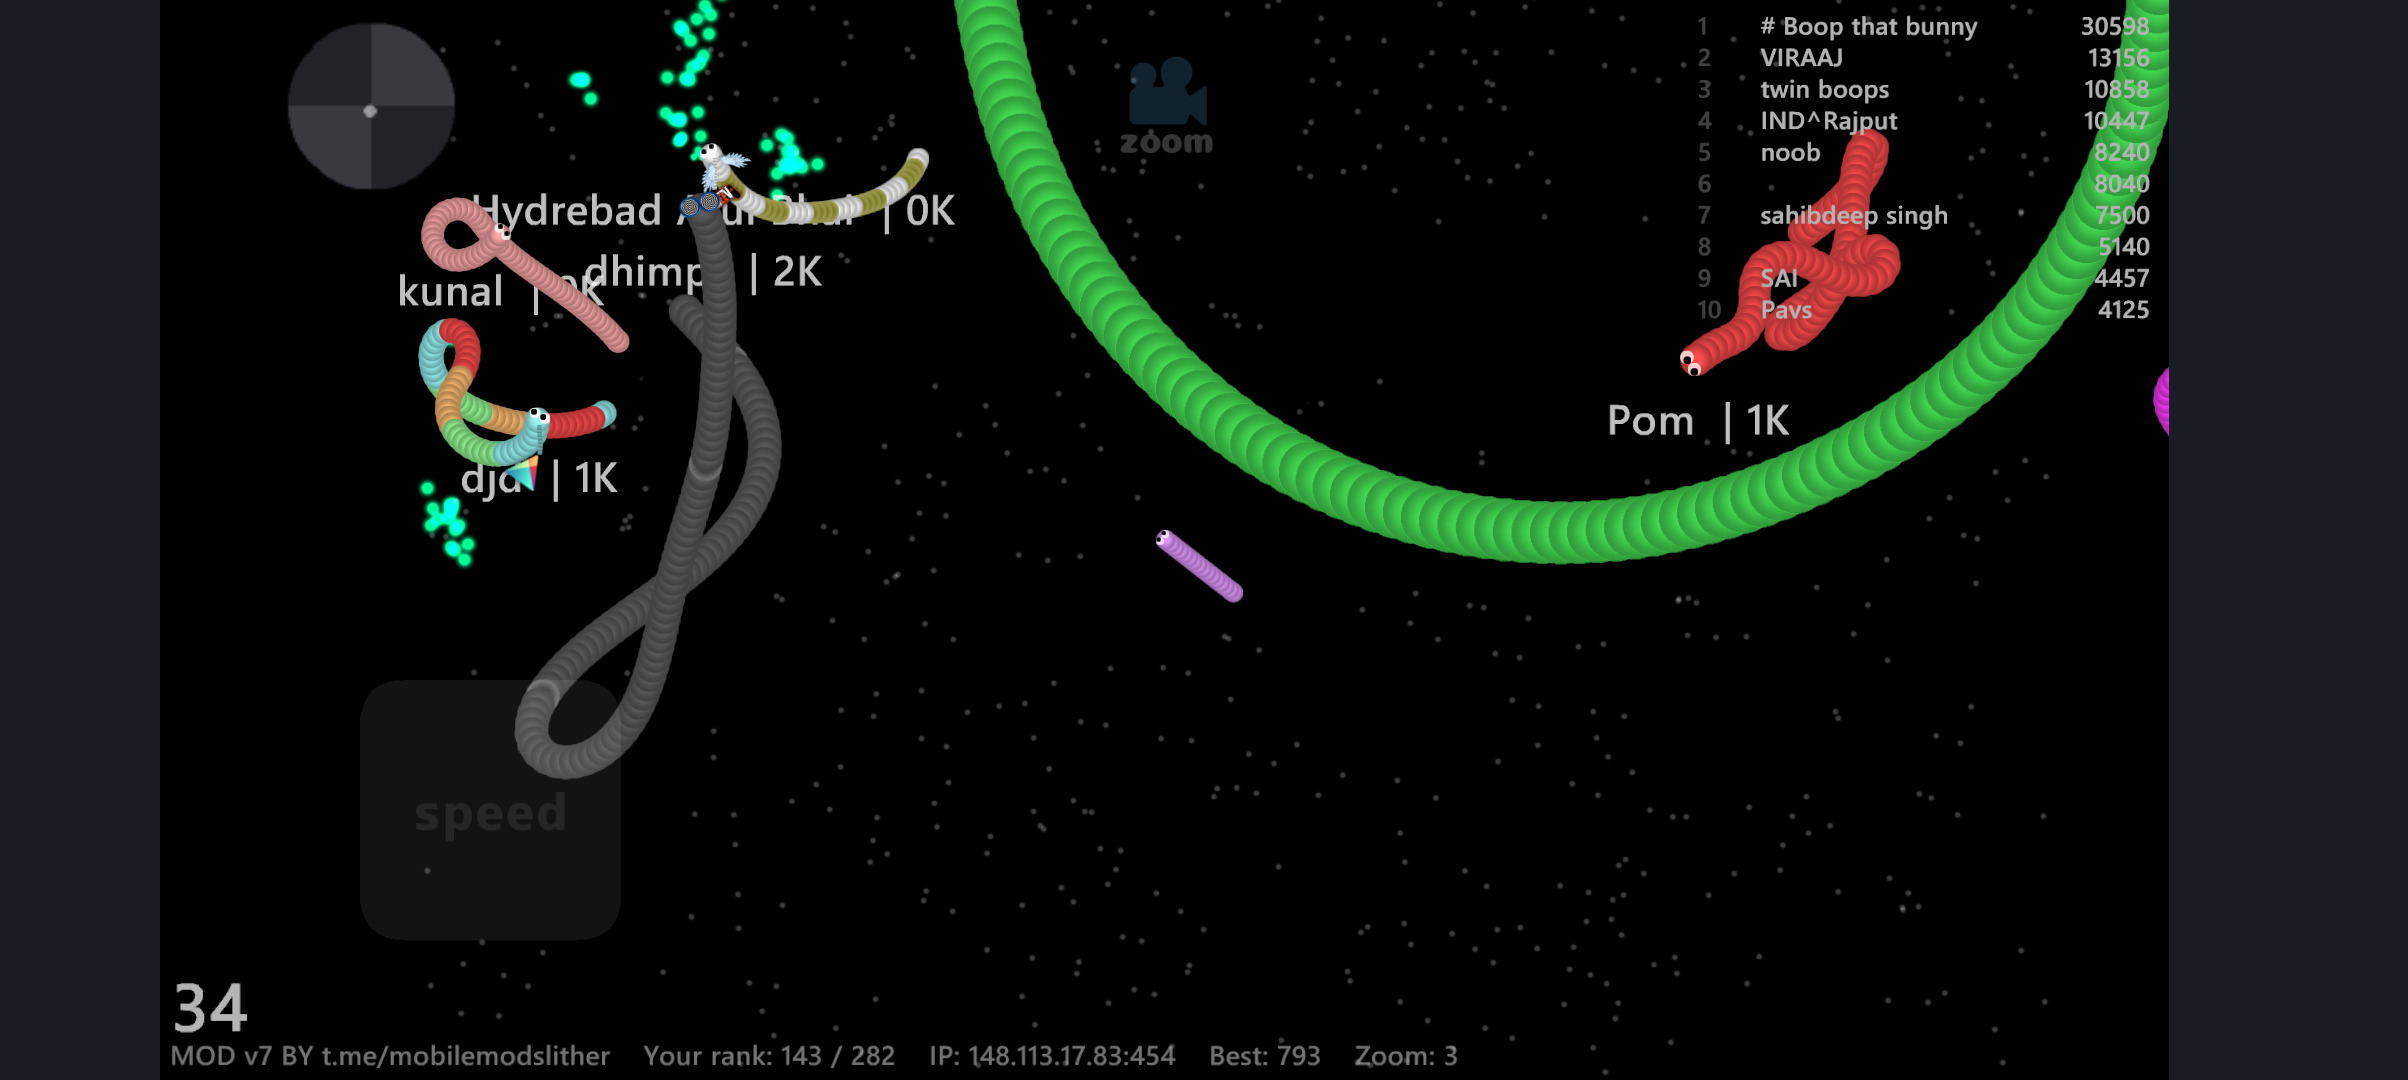 1 # Boop that bunny 30598
2 VIRAAJ 13156
3 twin boops 10858
4 IND^Rajput 10447
5 noob 8240
6 8040
7 sahibdeep singh 7500
8 5140
9 SAI 4457
10 Pavs 4125
zoom
Hydrebad | 0K
dhimp | 2K
kunal |
djd | 1K
Pom | 1K
speed
34
MOD v7 BY t.me/mobilemodslither Your rank: 143 / 282 IP: 148.113.17.83:454 Best: 793 Zoom: 3